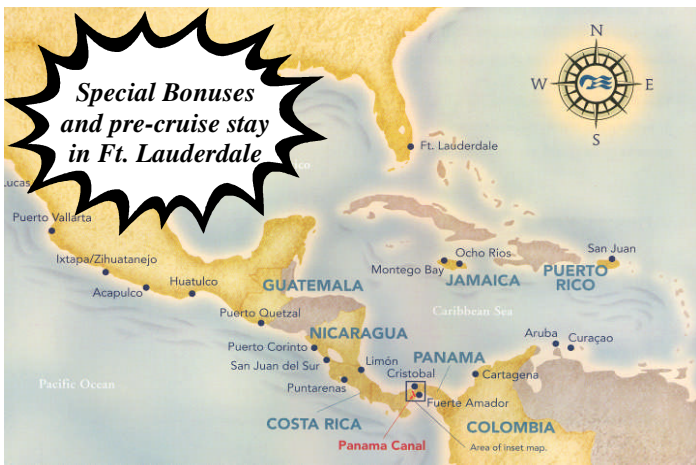 Special Bonuses
and pre-cruise stay
in Ft. Lauderdale
N
W
E
S
Ft. Lauderdale
Puerto Vallarta
Ixtapa/Zihuatanejo
Acapulco
Huatulco
GUATEMALA
Puerto Quetzal
Montego Bay
Ocho Rios
JAMAICA
San Juan
PUERTO
RICO
Caribbean Sea
NICARAGUA
Puerto Corinto
San Juan del Sur
Limón
Puntarenas
PANAMA
Cristobal
Aruba
Curaçao
Cartagena
Fuerte Amador
Pacific Ocean
COSTA RICA
COLOMBIA
Panama Canal
Area of inset map.